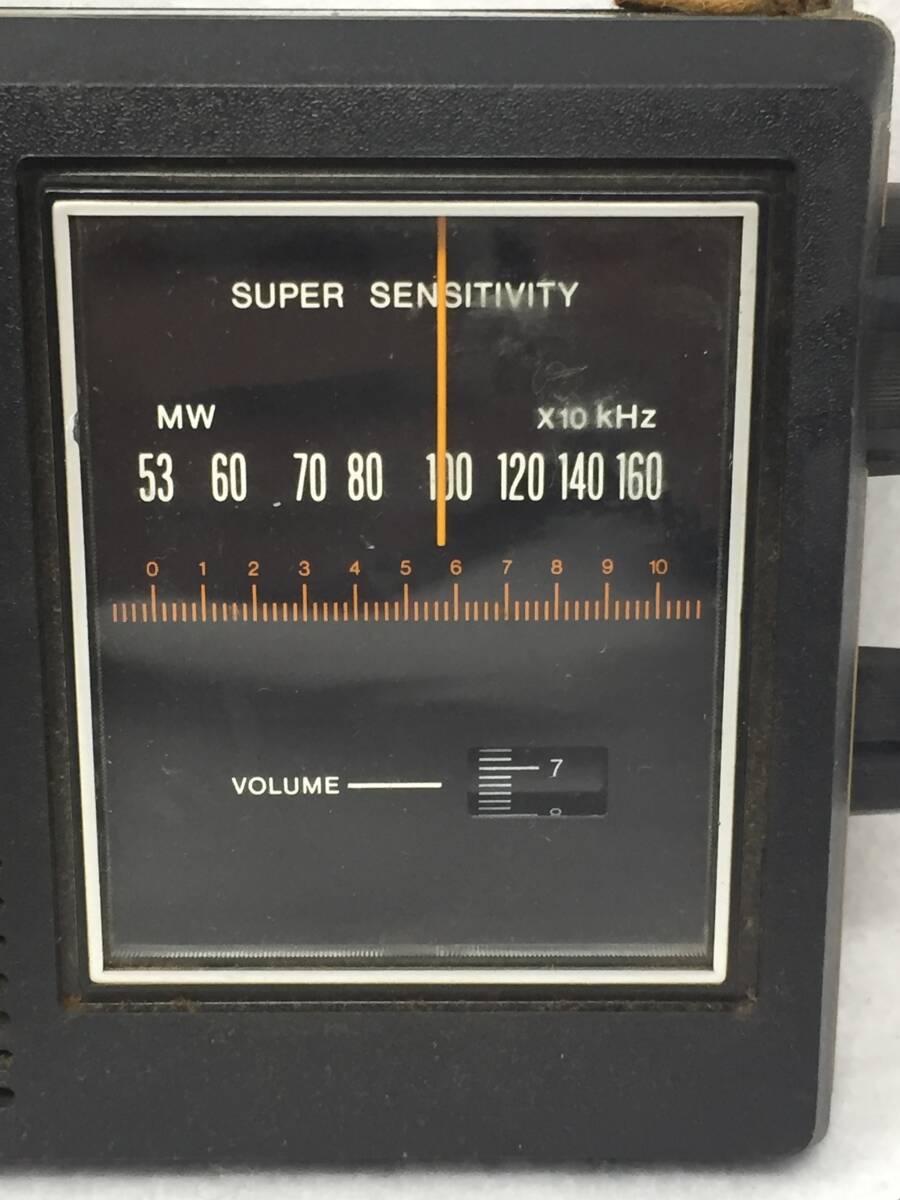 SUPER SENSITIVITY
MW X10 kHz
53 60 70 80 100 120 140 160
0 1 2 3 4 5 6 7 8 9 10
7
VOLUME
8